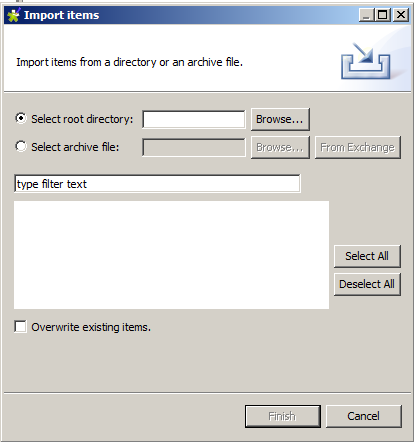 Import items
Import items from a directory or an archive file.
Select root directory: Browse...
Select archive file: Browse... From Exchange
type filter text
Select All
Deselect All
Overwrite existing items.
Finish Cancel